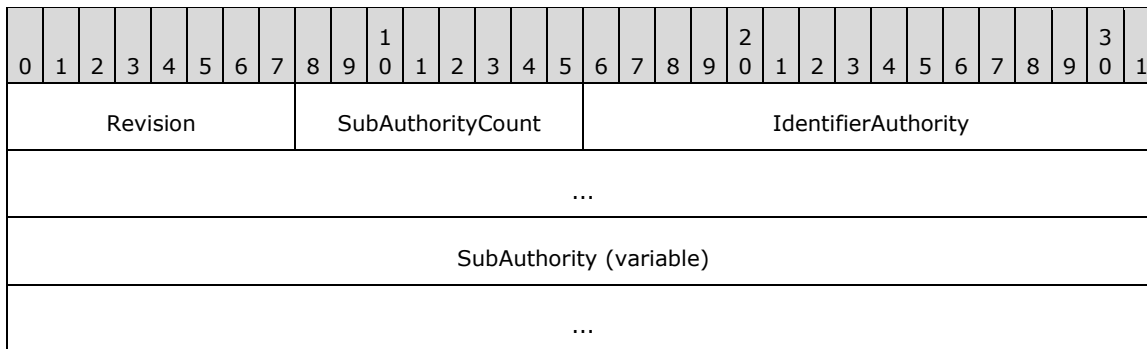 1 2 3
0 1 2 3 4 5 6 7 8 9 0 1 2 3 4 5 6 7 8 9 0 1 2 3 4 5 6 7 8 9 0 1
Revision SubAuthorityCount IdentifierAuthority
...
SubAuthority (variable)
...